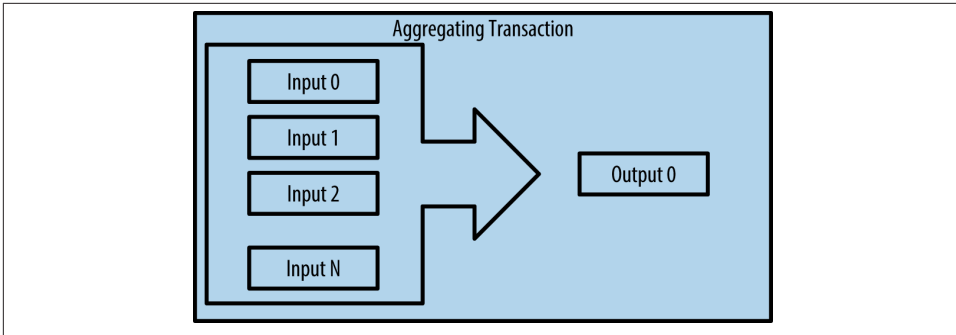 Aggregating Transaction
Input 0
Input 1
Input 2
Input N
Output 0